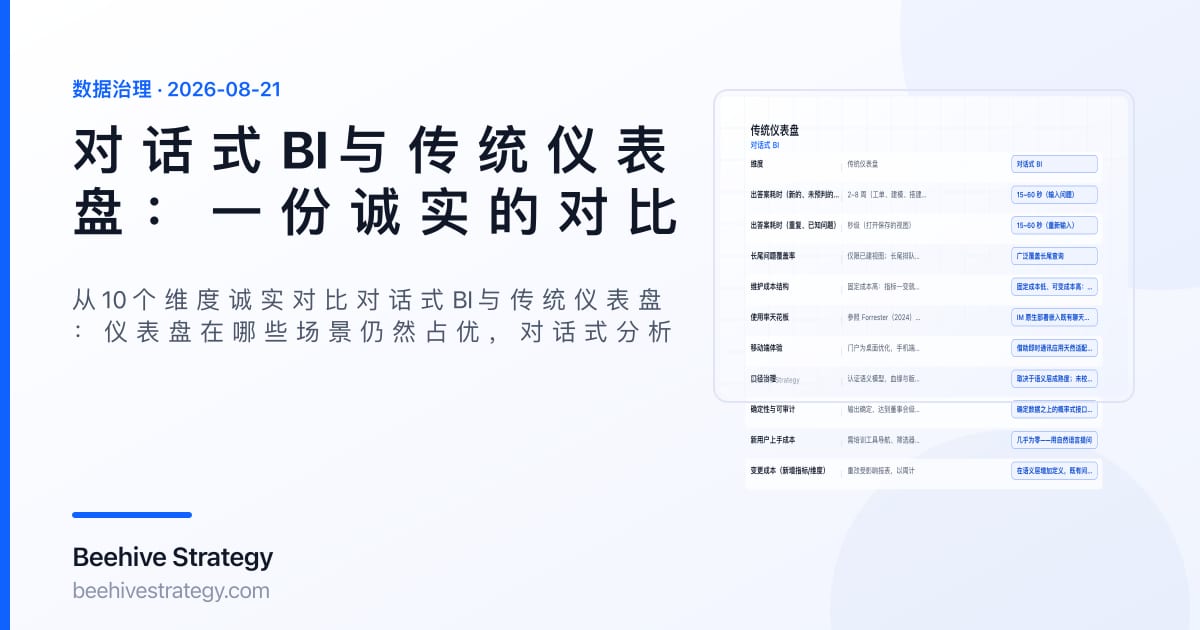 数据治理 · 2026-08-21
对话式BI与传统仪表
盘：一份诚实的对比
从10个维度诚实对比对话式BI与传统仪表盘
：仪表盘在哪些场景仍然占优，对话式分析
传统仪表盘
对话式 BI
维度 传统仪表盘 对话式 BI
出答案耗时（新的、未预判的... 2–8 周（工单、建模、搭建... 15–60 秒（输入问题）
出答案耗时（重复、已知问题） 秒级（打开保存的视图） 15–60 秒（重新输入）
长尾问题覆盖率 仅限已建视图；长尾排队... 广泛覆盖长尾查询
维护成本结构 固定成本高：指标一变就... 固定成本低、可变成本高：...
使用率天花板 参照 Forrester（2024）... IM 原生部署嵌入既有聊天...
移动端体验 门户为桌面优化，手机端... 借助即时通讯应用天然适配...
口径治理 Strategy 认证语义模型、血缘与版... 取决于语义层成熟度；未校...
确定性与可审计 输出确定、达到董事会级... 确定数据之上的概率式接口...
新用户上手成本 需培训工具导航、筛选器... 几乎为零——用自然语言提问
变更成本（新增指标/维度） 重改受影响报表，以周计 在语义层增加定义，既有问...
Beehive Strategy
beehivestrategy.com